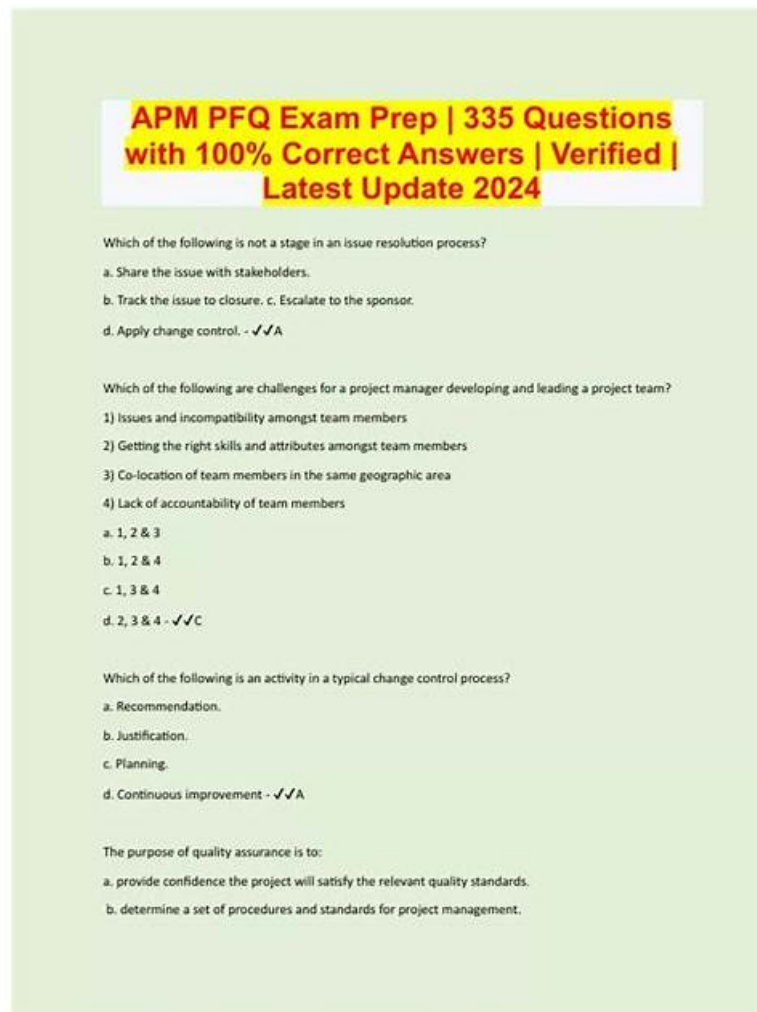 APM PFQ Exam Prep | 335 Questions
with 100% Correct Answers | Verified |
Latest Update 2024
Which of the following is not a stage in an issue resolution process?
a. Share the issue with stakeholders.
b. Track the issue to closure. c. Escalate to the sponsor.
d. Apply change control. - ✔✔A
Which of the following are challenges for a project manager developing and leading a project team?
1) Issues and incompatibility amongst team members
2) Getting the right skills and attributes amongst team members
3) Co-location of team members in the same geographic area
4) Lack of accountability of team members
a. 1, 2 & 3
b. 1, 2 & 4
c. 1, 3 & 4
d. 2, 3 & 4 - ✔✔C
Which of the following is an activity in a typical change control process?
a. Recommendation.
b. Justification.
c. Planning.
d. Continuous improvement - ✔✔A
The purpose of quality assurance is to:
a. provide confidence the project will satisfy the relevant quality standards.
b. determine a set of procedures and standards for project management.